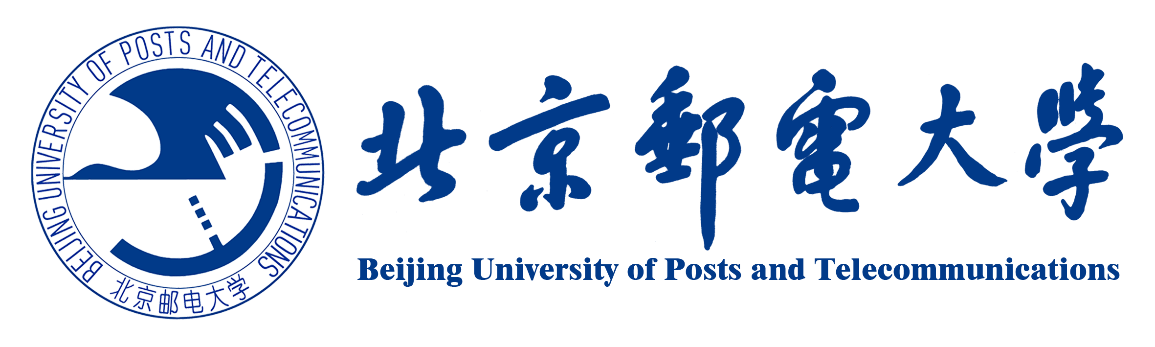 BEIJING UNIVERSITY OF POSTS AND TELECOMMUNICATIONS
北京邮电大学
北京郵電大学
Beijing University of Posts and Telecommunications